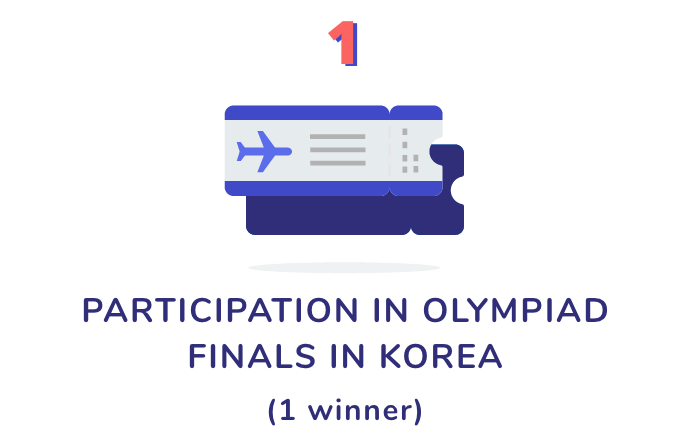 1
PARTICIPATION IN OLYMPIAD
FINALS IN KOREA
(1 winner)